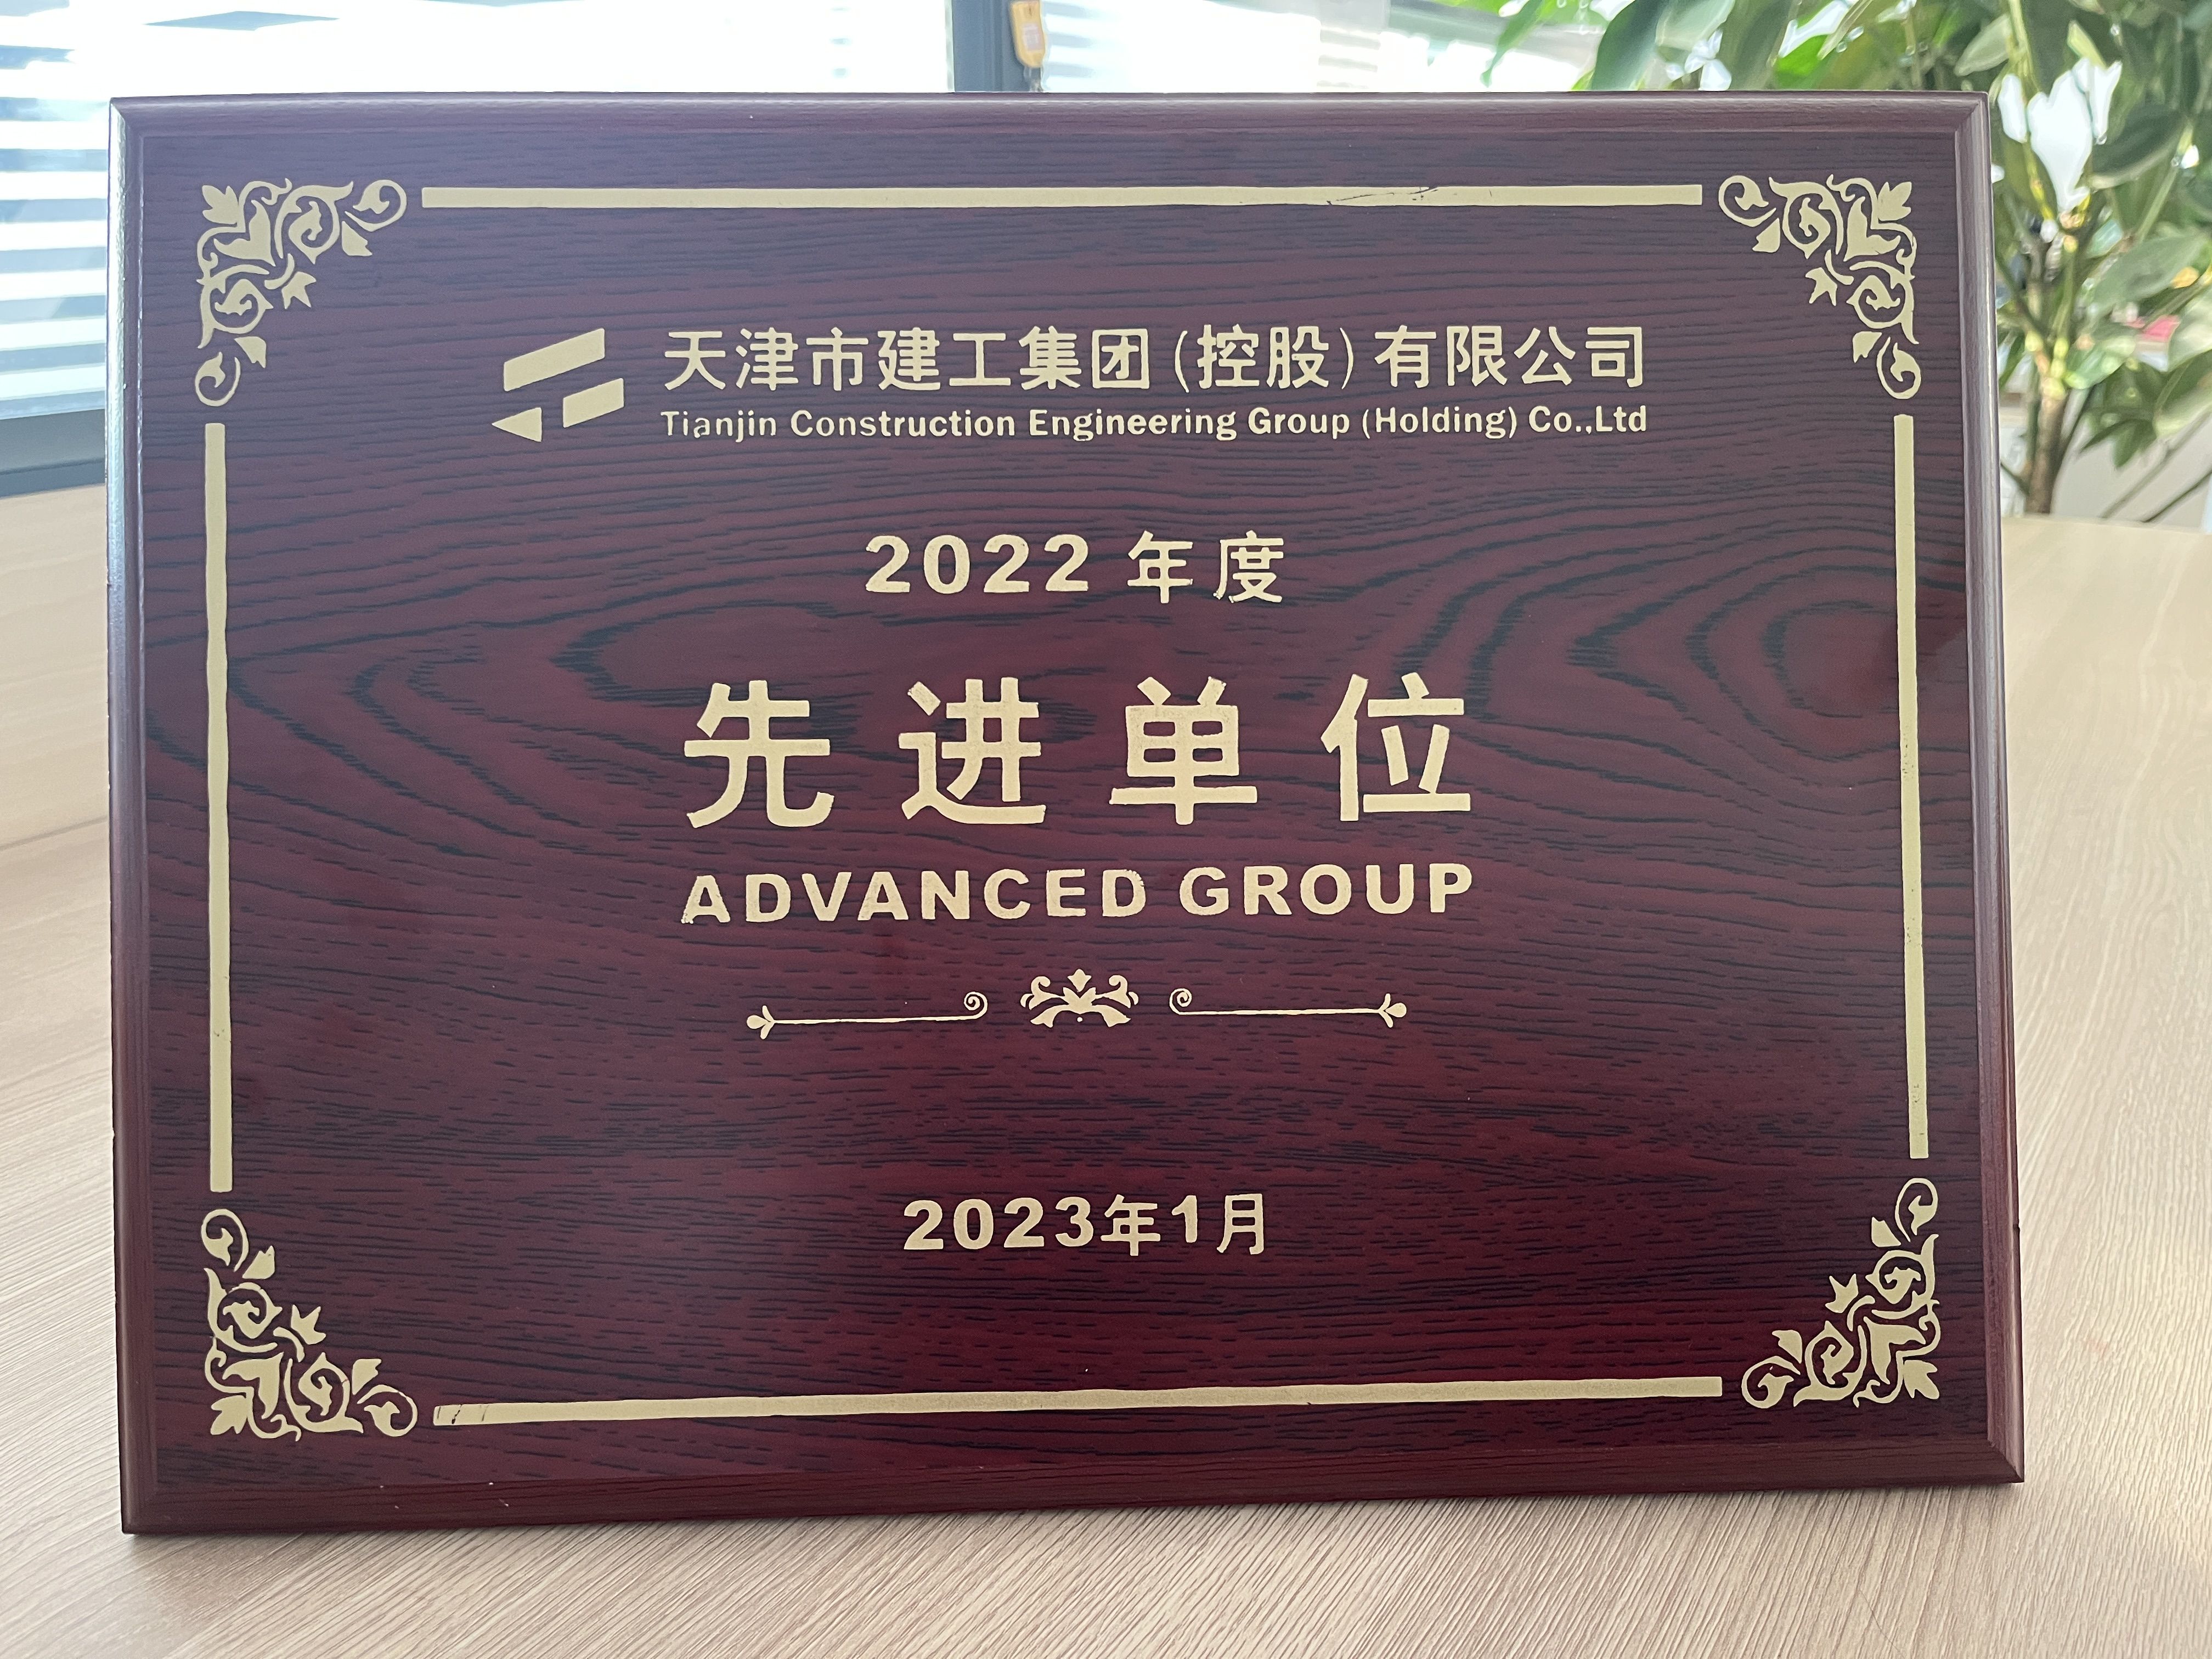 天津市建工集团(控股)有限公司
Tianjin Construction Engineering Group (Holding) Co.,Ltd
2022 年度
先进单位
ADVANCED GROUP
2023年1月